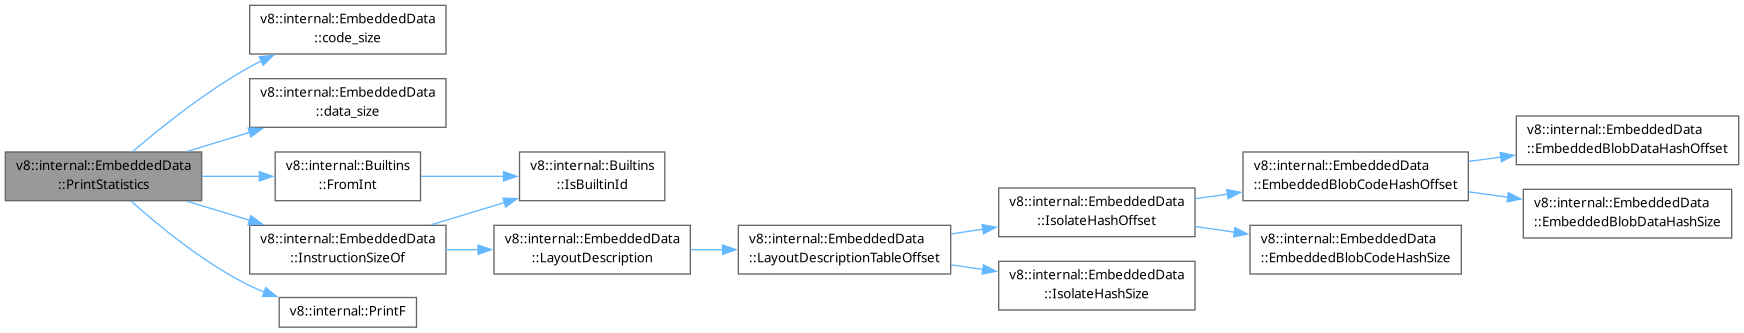 v8::internal::EmbeddedData
::code_size
v8::internal::EmbeddedData
::data_size
v8::internal::EmbeddedData
::PrintStatistics
v8::internal::Builtins
::FromInt
v8::internal::Builtins
::IsBuiltinId
v8::internal::EmbeddedData
::InstructionSizeOf
v8::internal::EmbeddedData
::LayoutDescription
v8::internal::EmbeddedData
::LayoutDescriptionTableOffset
v8::internal::EmbeddedData
::IsolateHashOffset
v8::internal::EmbeddedData
::IsolateHashSize
v8::internal::EmbeddedData
::EmbeddedBlobCodeHashOffset
v8::internal::EmbeddedData
::EmbeddedBlobCodeHashSize
v8::internal::EmbeddedData
::EmbeddedBlobDataHashOffset
v8::internal::EmbeddedData
::EmbeddedBlobDataHashSize
v8::internal::PrintF